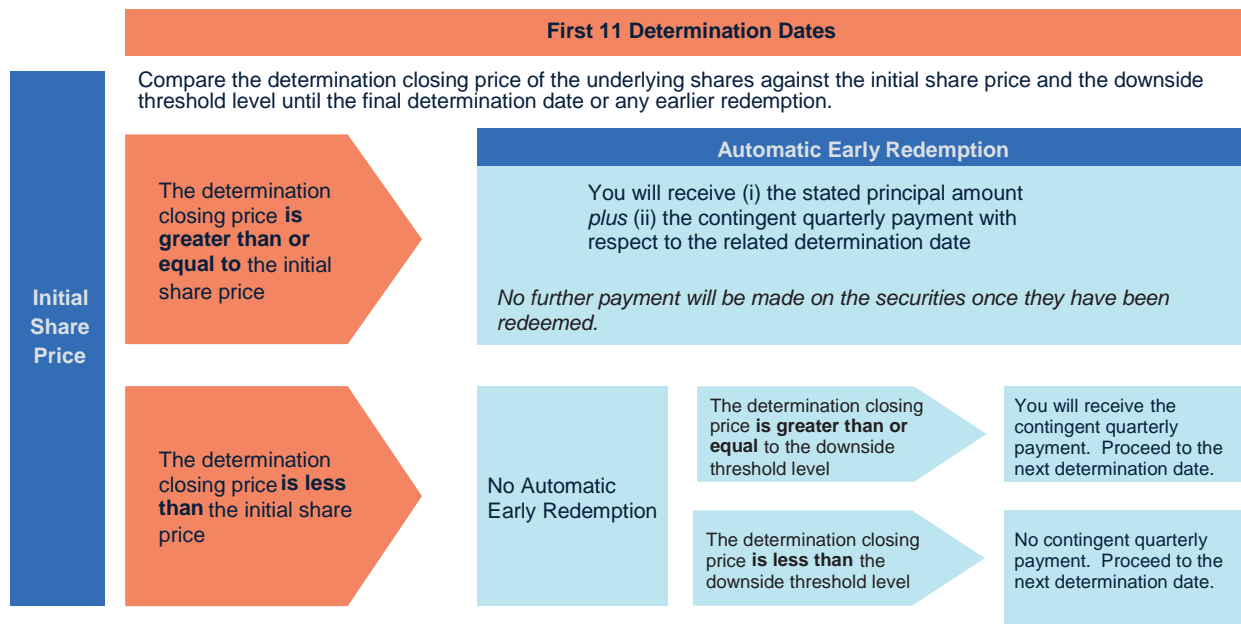 First 11 Determination Dates
Compare the determination closing price of the underlying shares against the initial share price and the downside
threshold level until the final determination date or any earlier redemption.
Initial
Share
Price
The determination
closing price is
greater than or
equal to the initial
share price
Automatic Early Redemption
You will receive (i) the stated principal amount
plus (ii) the contingent quarterly payment with
respect to the related determination date
No further payment will be made on the securities once they have been
redeemed.
The determination
closing price is less
than the initial share
price
No Automatic
Early Redemption
The determination closing
price is greater than or
equal to the downside
threshold level
You will receive the
contingent quarterly
payment. Proceed to the
next determination date.
The determination closing
price is less than the
downside threshold level
No contingent quarterly
payment. Proceed to the
next determination date.